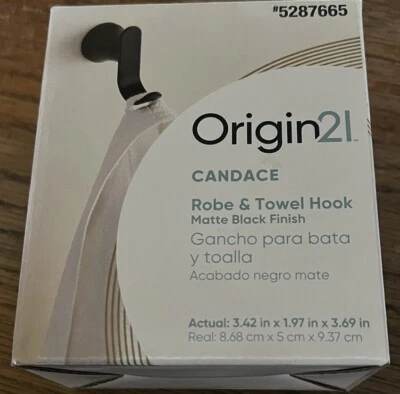 #5287665
Origin21™
CANDACE
Robe & Towel Hook
Matte Black Finish
Gancho para bata
y toalla
Acabado negro mate
Actual: 3.42 in x 1.97 in x 3.69 in
Real: 8.68 cm x 5 cm x 9.37 cm